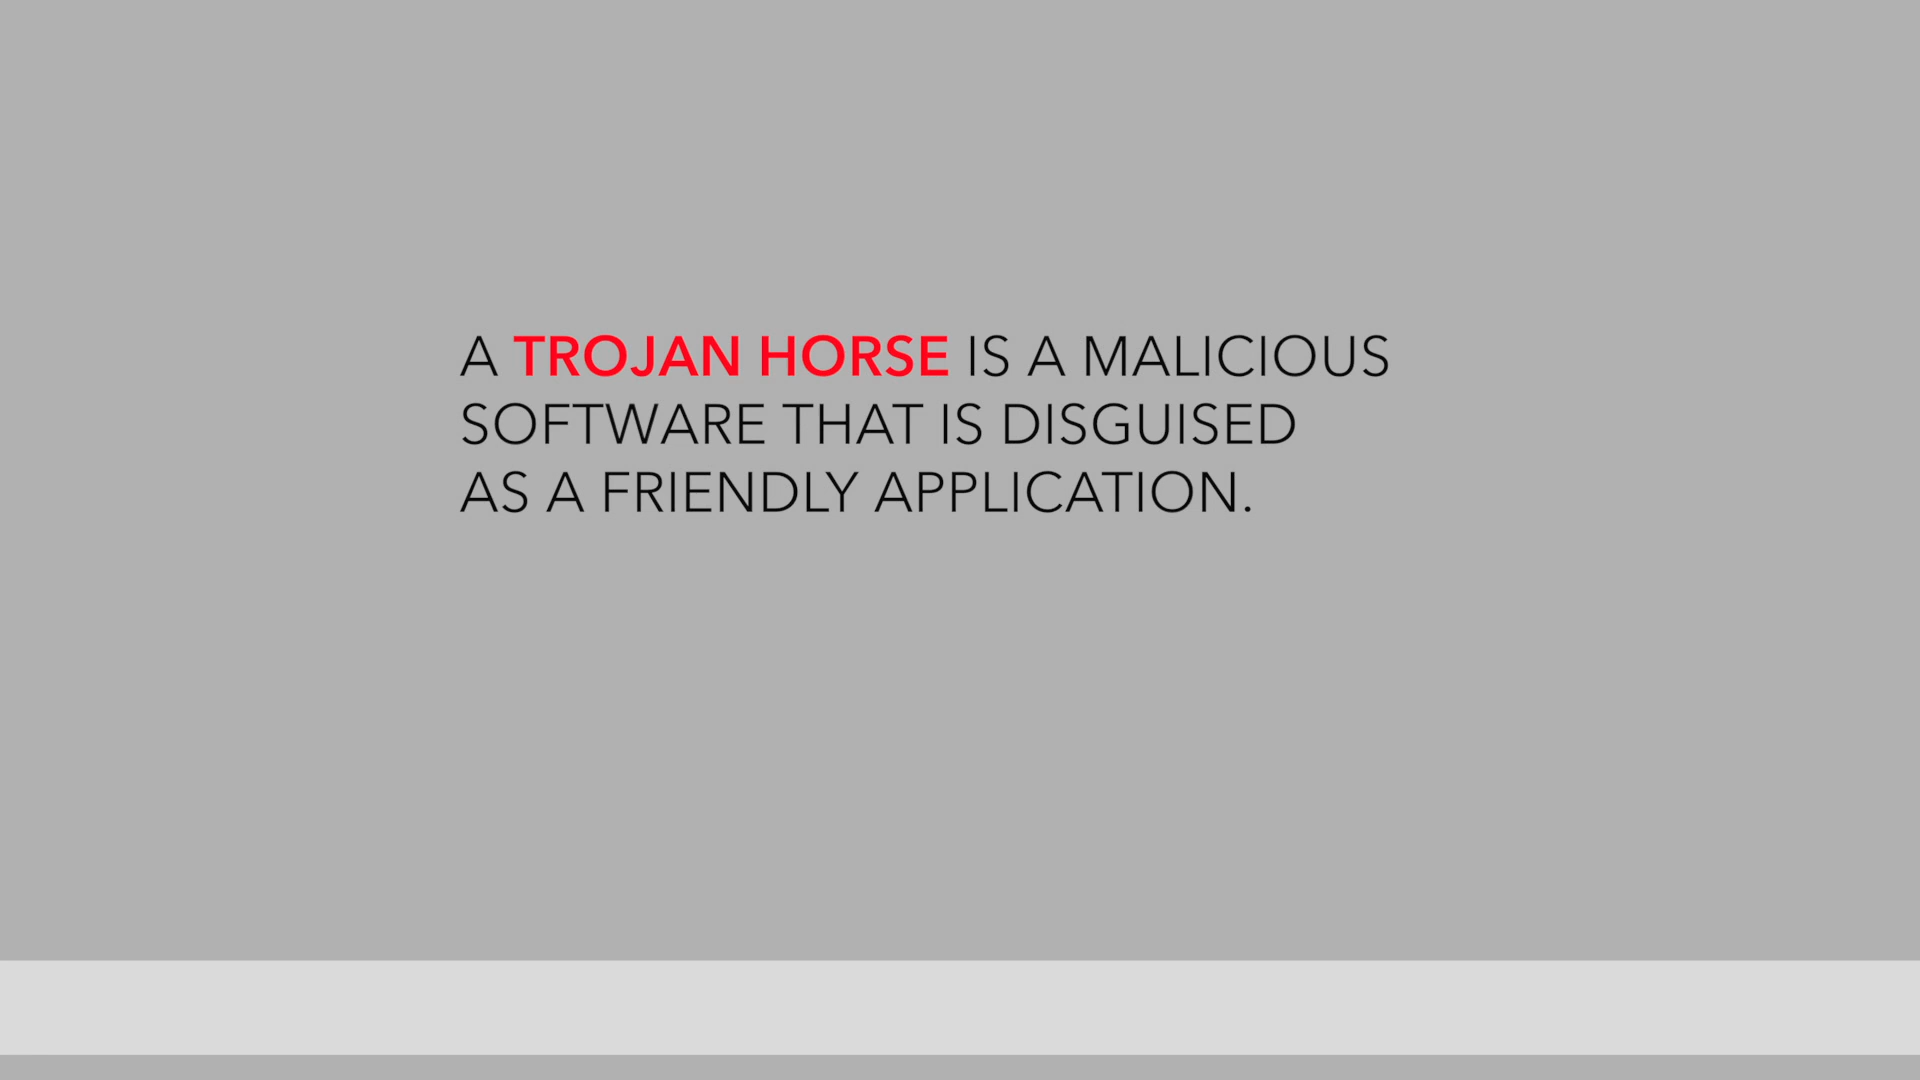 A TROJAN HORSE IS A MALICIOUS
SOFTWARE THAT IS DISGUISED
AS A FRIENDLY APPLICATION.